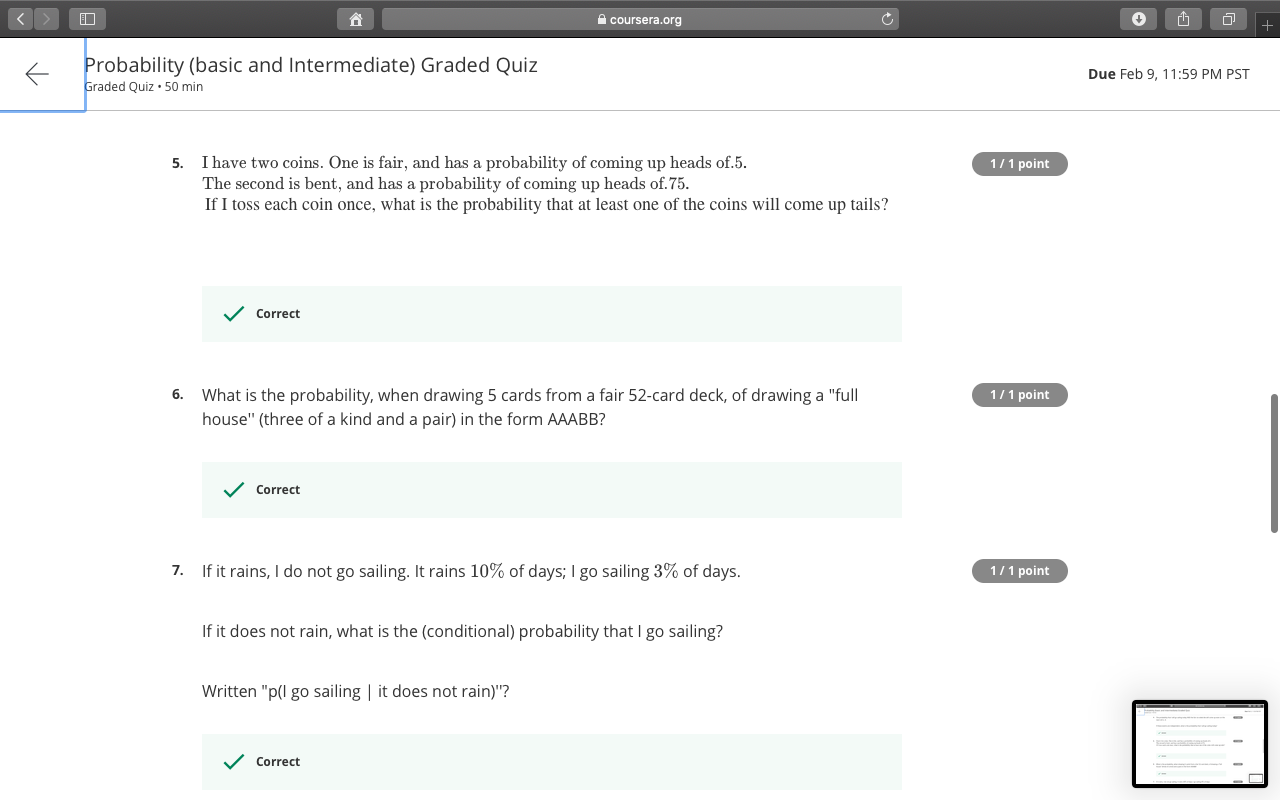 coursera.org
Probability (basic and Intermediate) Graded Quiz
Graded Quiz • 50 min
Due Feb 9, 11:59 PM PST
5. I have two coins. One is fair, and has a probability of coming up heads of.5.
1 / 1 point
The second is bent, and has a probability of coming up heads of.75.
If I toss each coin once, what is the probability that at least one of the coins will come up tails?
Correct
6. What is the probability, when drawing 5 cards from a fair 52-card deck, of drawing a "full
1 / 1 point
house'' (three of a kind and a pair) in the form AAABB?
Correct
7. If it rains, I do not go sailing. It rains 10% of days; I go sailing 3% of days.
1 / 1 point
If it does not rain, what is the (conditional) probability that I go sailing?
Written "p(I go sailing | it does not rain)''?
Correct